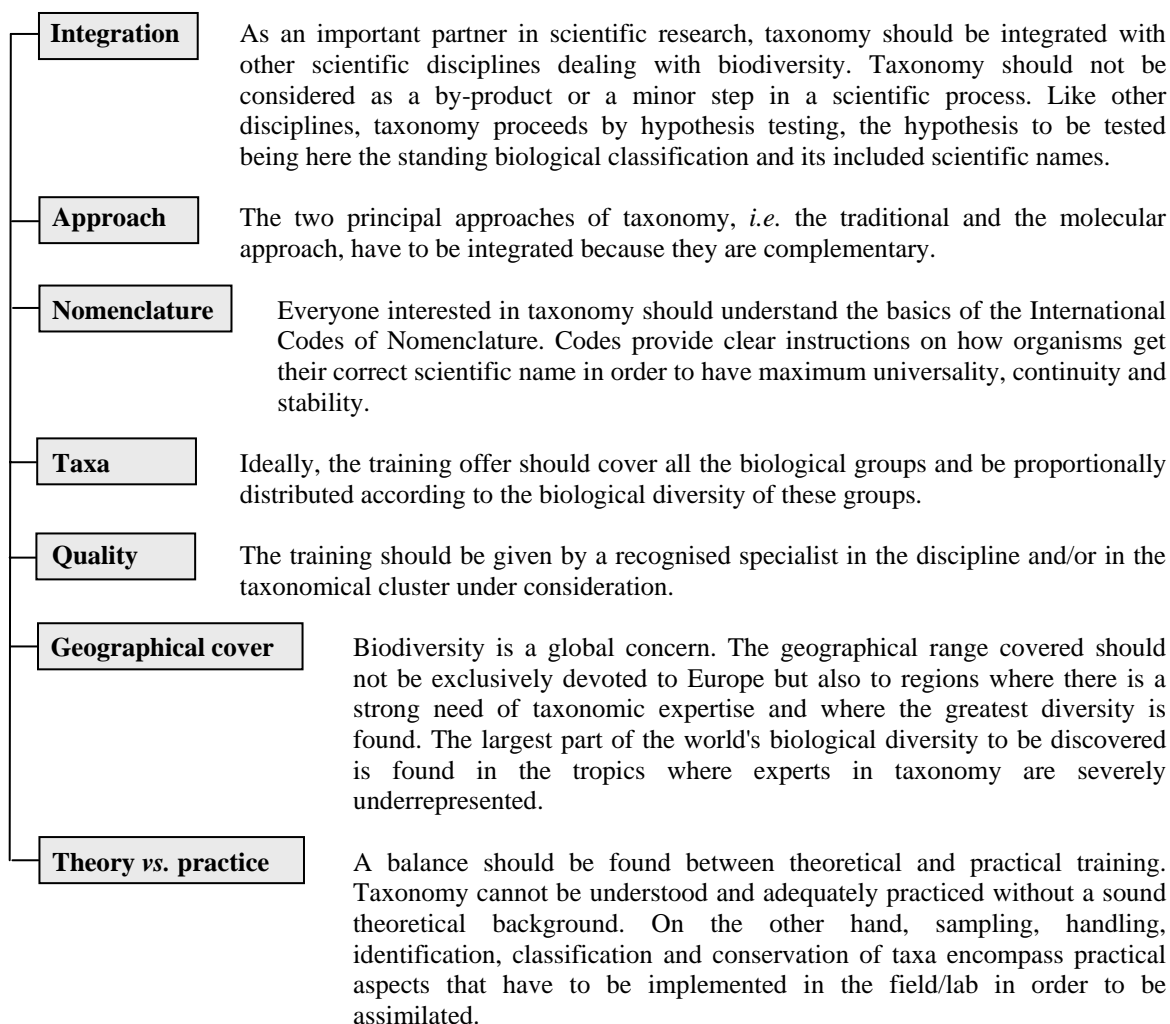 Integration As an important partner in scientific research, taxonomy should be integrated with
other scientific disciplines dealing with biodiversity. Taxonomy should not be
considered as a by-product or a minor step in a scientific process. Like other
disciplines, taxonomy proceeds by hypothesis testing, the hypothesis to be tested
being here the standing biological classification and its included scientific names.
Approach The two principal approaches of taxonomy, i.e. the traditional and the molecular
approach, have to be integrated because they are complementary.
Nomenclature Everyone interested in taxonomy should understand the basics of the International
Codes of Nomenclature. Codes provide clear instructions on how organisms get
their correct scientific name in order to have maximum universality, continuity and
stability.
Taxa Ideally, the training offer should cover all the biological groups and be proportionally
distributed according to the biological diversity of these groups.
Quality The training should be given by a recognised specialist in the discipline and/or in the
taxonomical cluster under consideration.
Geographical cover Biodiversity is a global concern. The geographical range covered should
not be exclusively devoted to Europe but also to regions where there is a
strong need of taxonomic expertise and where the greatest diversity is
found. The largest part of the world's biological diversity to be discovered
is found in the tropics where experts in taxonomy are severely
underrepresented.
Theory vs. practice A balance should be found between theoretical and practical training.
Taxonomy cannot be understood and adequately practiced without a sound
theoretical background. On the other hand, sampling, handling,
identification, classification and conservation of taxa encompass practical
aspects that have to be implemented in the field/lab in order to be
assimilated.